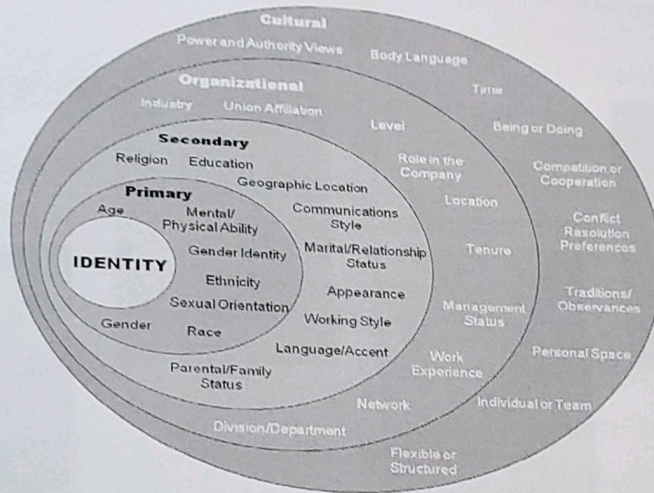 Cultural
Power and Authority Views
Body Language
Time
Being or Doing
Competition or
Cooperation
Conflict
Resolution
Preferences
Traditions/
Observances
Personal Space
Individual or Team
Flexible or
Structured
Organizational
Industry
Union Affiliation
Level
Role in the
Company
Location
Tenure
Management
Status
Work
Experience
Network
Division/Department
Secondary
Religion
Education
Geographic Location
Communications
Style
Marital/Relationship
Status
Appearance
Working Style
Language/Accent
Parental/Family
Status
Primary
Age
Mental/
Physical Ability
Gender Identity
Ethnicity
Sexual Orientation
Race
Gender
IDENTITY